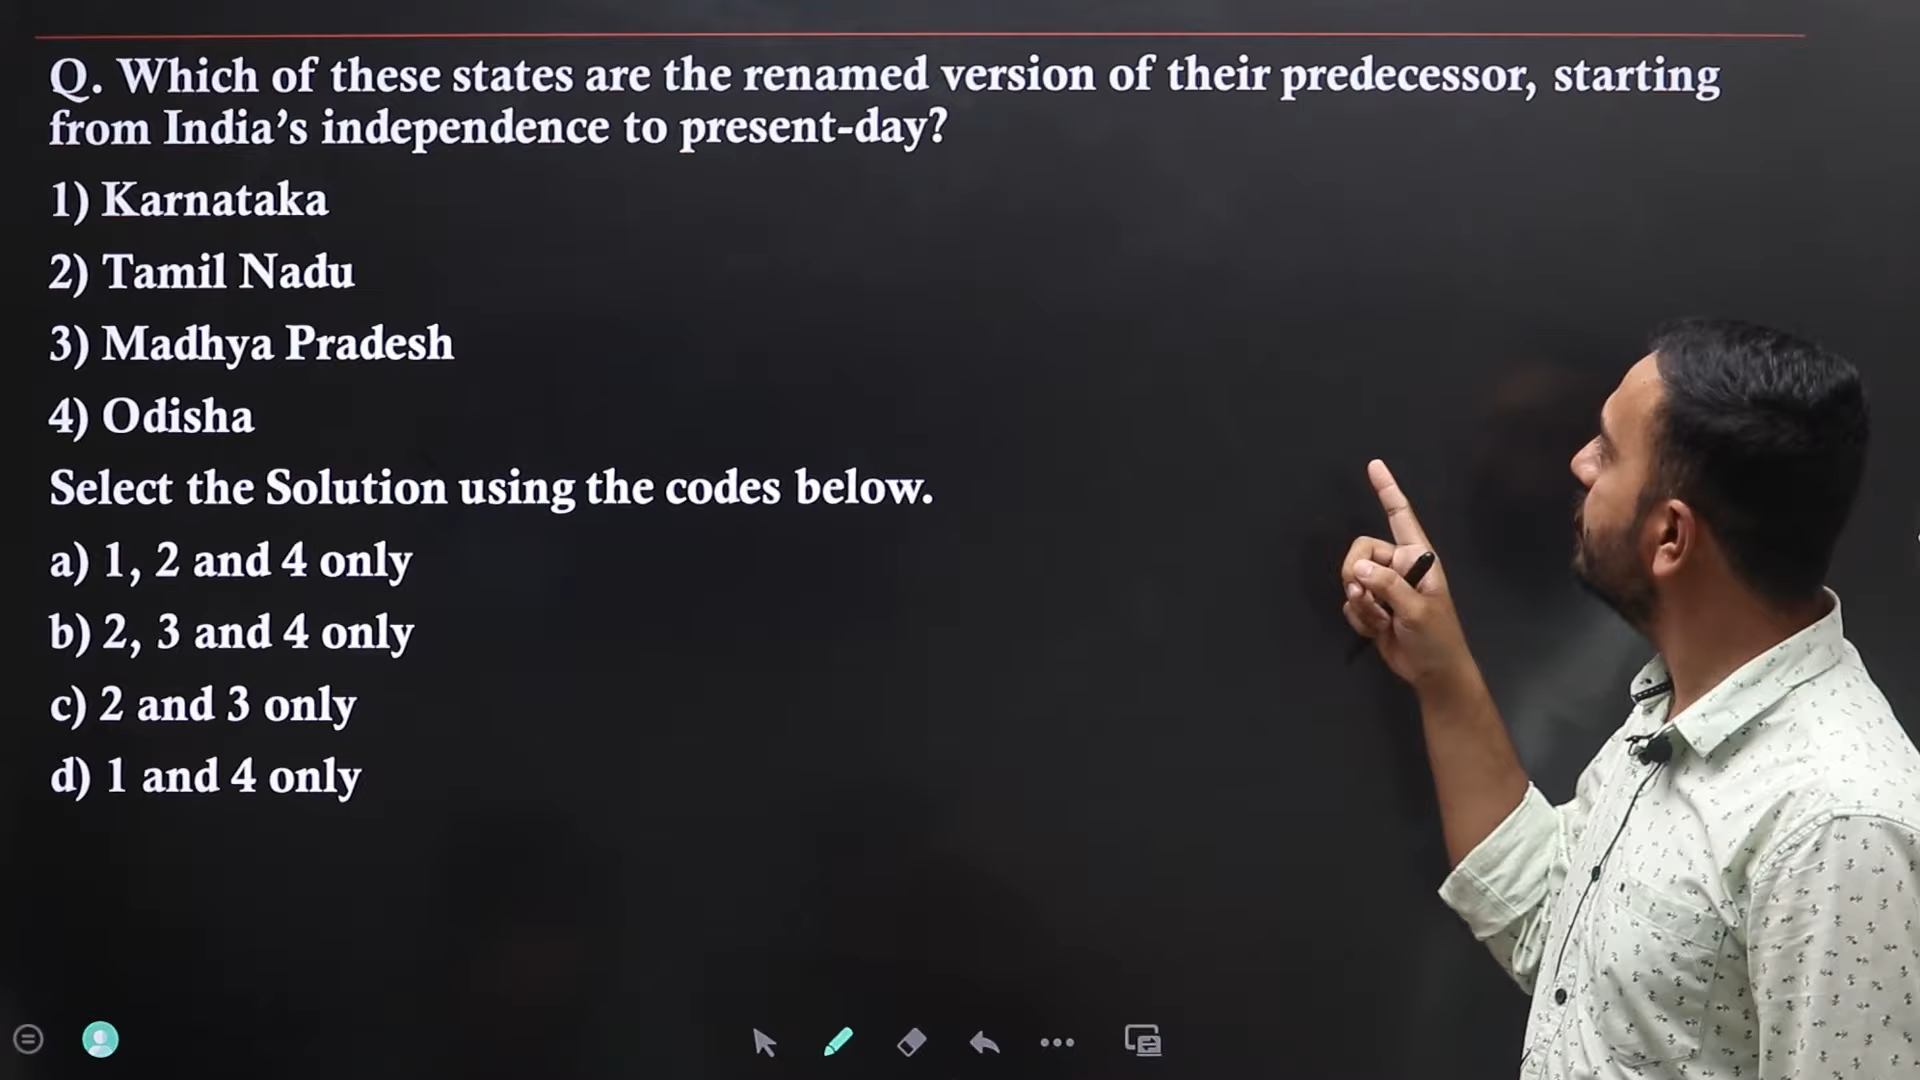 Q. Which of these states are the renamed version of their predecessor, starting
from India’s independence to present-day?
1) Karnataka
2) Tamil Nadu
3) Madhya Pradesh
4) Odisha
Select the Solution using the codes below.
a) 1, 2 and 4 only
b) 2, 3 and 4 only
c) 2 and 3 only
d) 1 and 4 only